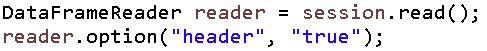 DataFrameReader reader = session.read();
reader.option("header", "true");